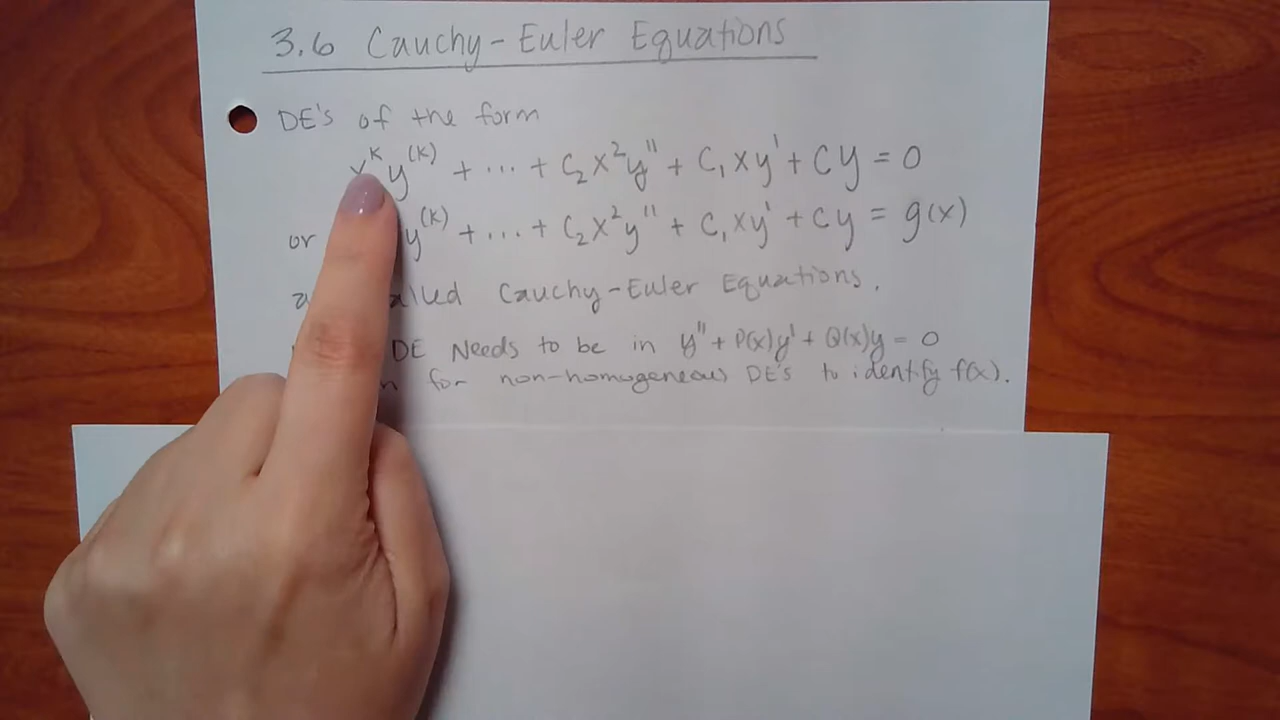 3.6 Cauchy-Euler Equations
DE's of the form
x^K y^(K) + ... + C₂x²y'' + C₁xy' + Cy = 0
or y^(K) + ... + C₂x²y'' + C₁xy' + Cy = g(x)
Cauchy-Euler Equations.
DE Needs to be in y'' + P(x)y' + Q(x)y = 0
for non-homogeneous DE's to identify f(x).